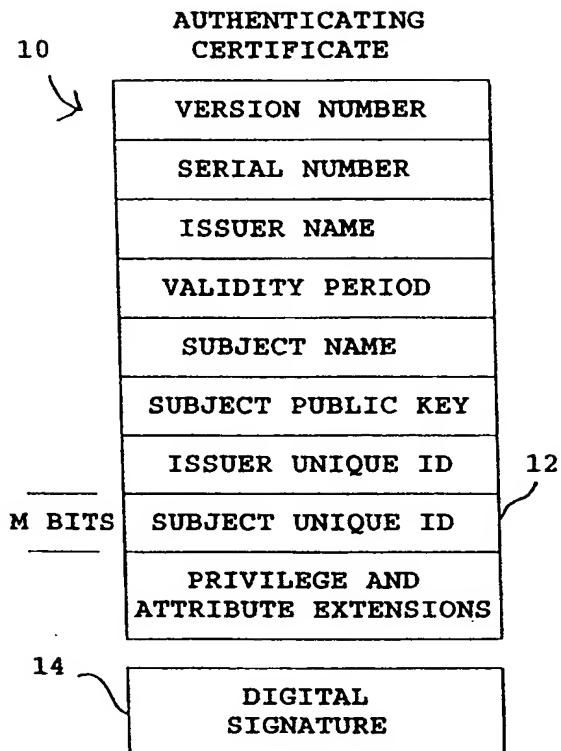 AUTHENTICATING
CERTIFICATE
10
VERSION NUMBER
SERIAL NUMBER
ISSUER NAME
VALIDITY PERIOD
SUBJECT NAME
SUBJECT PUBLIC KEY
ISSUER UNIQUE ID
12
M BITS
SUBJECT UNIQUE ID
PRIVILEGE AND
ATTRIBUTE EXTENSIONS
14
DIGITAL
SIGNATURE